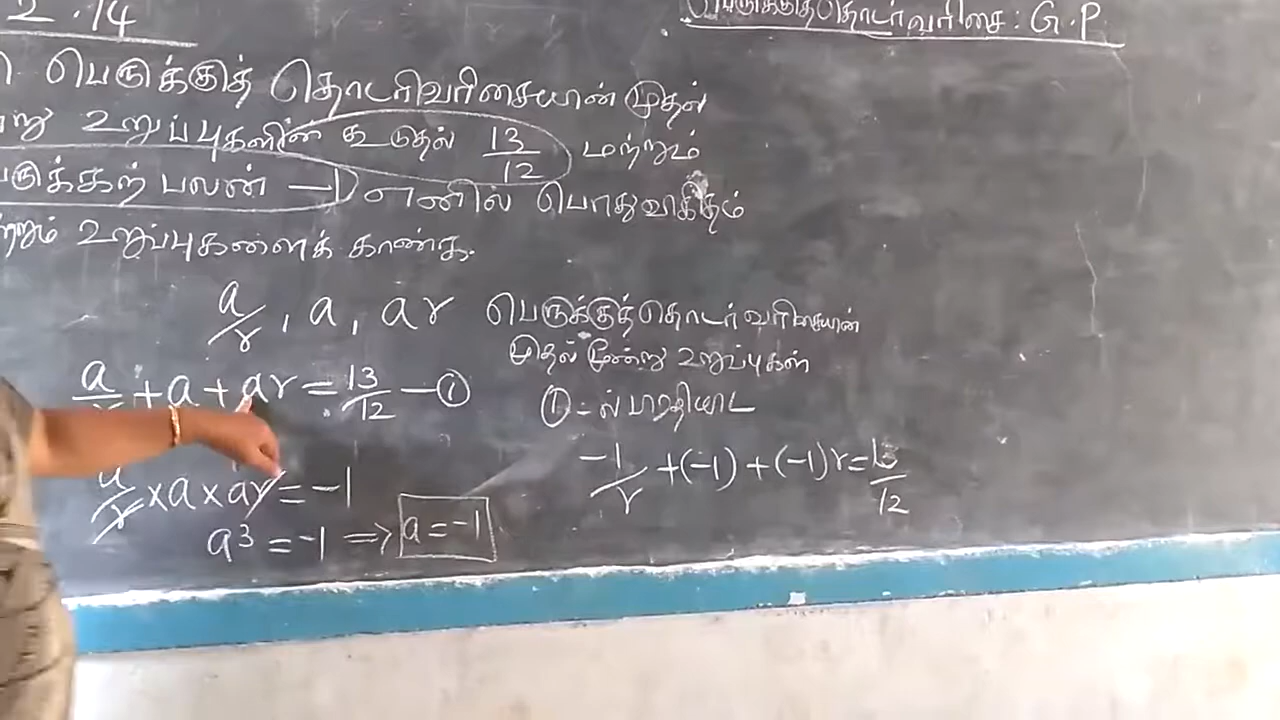 2.14
பெருக்குத்தொடர்வரிசை: G.P
பெருக்குத் தொடர்வரிசையின் முதல்
ன்று உறுப்புகளின் கூடுதல் 13/12 மற்றும்
பெருக்கற் பலன் -1 எனில் பொதுவிகிதம்
ற்றும் உறுப்புகளைக் காண்க.
a/r, a, ar பெருக்குத்தொடர் வரிசையின்
முதல் மூன்று உறுப்புகள்
a/r + a + ar = 13/12 — ①
① - ல் பிரதியிட
a/r × a × ar = -1
a³ = -1 ⇒ a = -1
-1/r + (-1) + (-1)r = 13/12